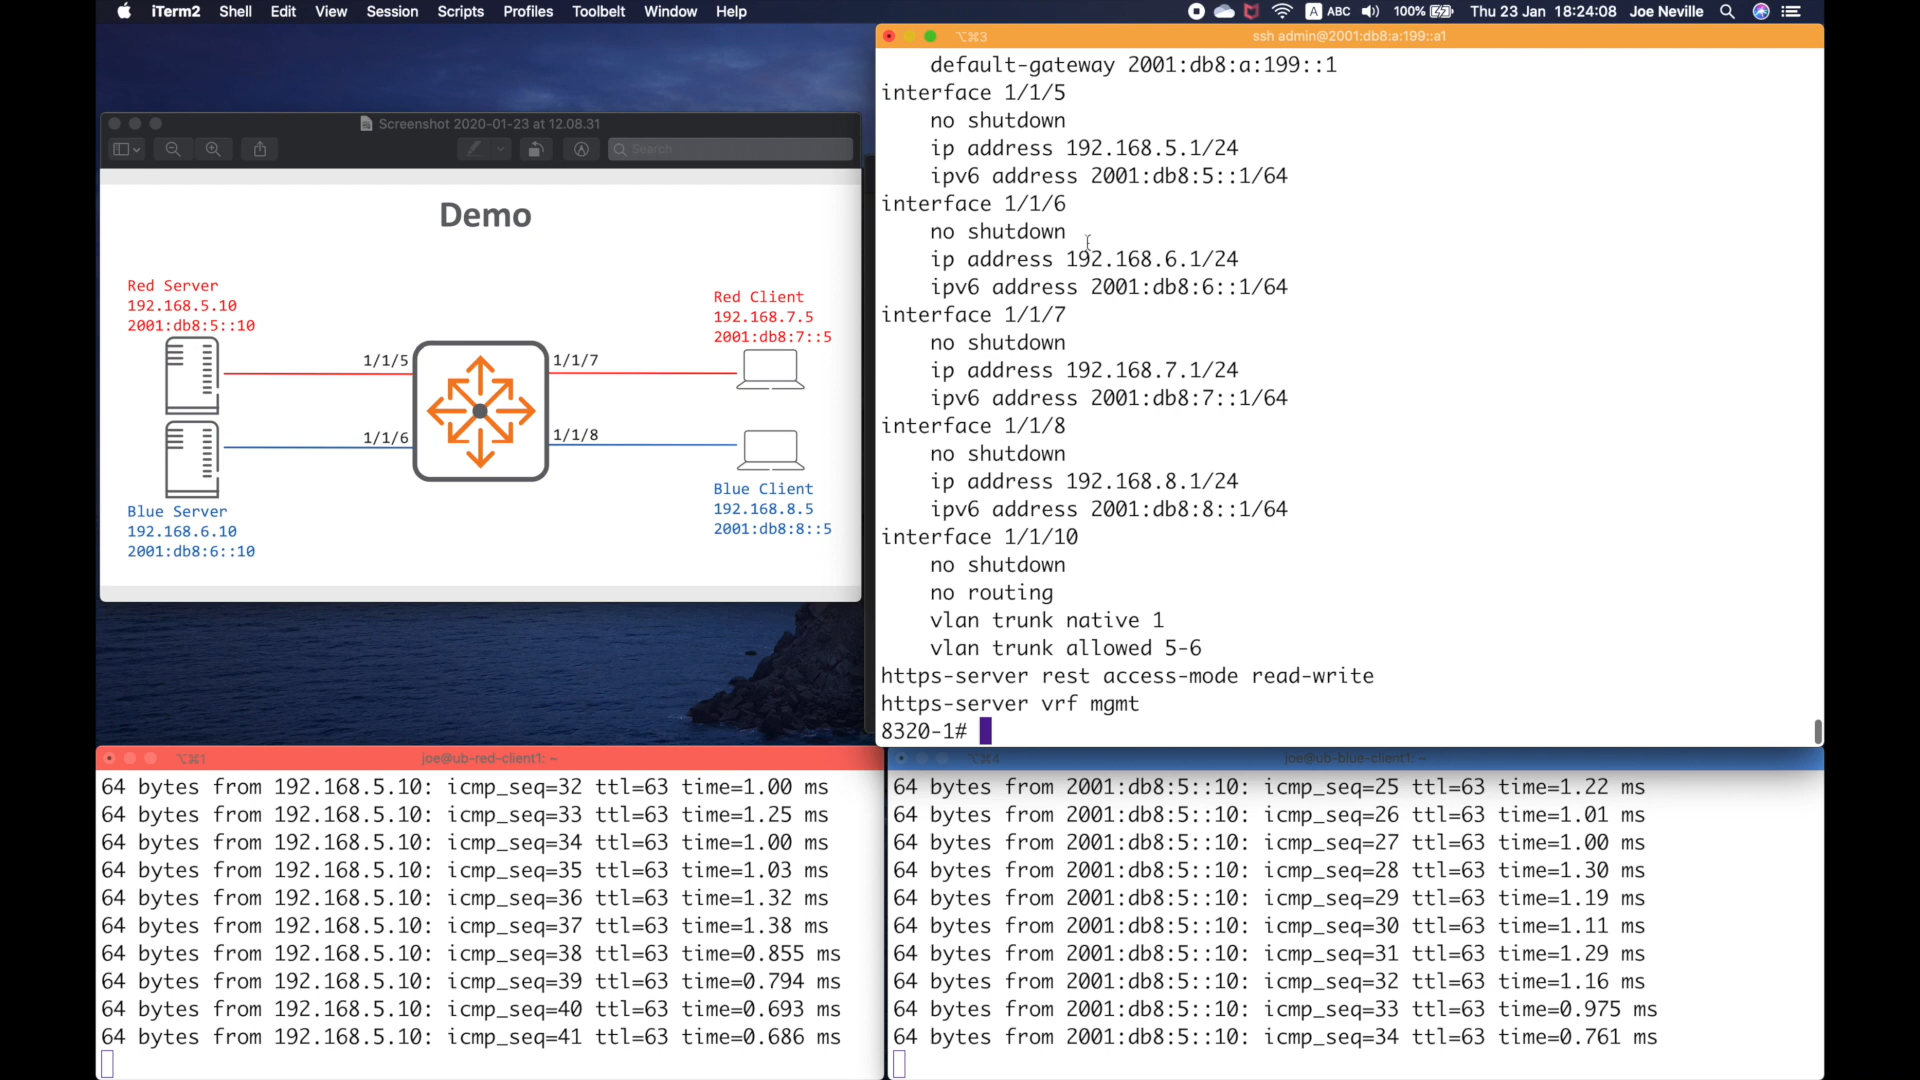 iTerm2 Shell Edit View Session Scripts Profiles Toolbelt Window Help
A ABC 100% Thu 23 Jan 18:24:08 Joe Neville
Screenshot 2020-01-23 at 12.08.31
Search
Demo
Red Server
192.168.5.10
2001:db8:5::10
Red Client
192.168.7.5
2001:db8:7::5
1/1/5
1/1/7
1/1/6
1/1/8
Blue Server
192.168.6.10
2001:db8:6::10
Blue Client
192.168.8.5
2001:db8:8::5
⌥⌘3 ssh admin@2001:db8:a:199::a1
default-gateway 2001:db8:a:199::1
interface 1/1/5
no shutdown
ip address 192.168.5.1/24
ipv6 address 2001:db8:5::1/64
interface 1/1/6
no shutdown
ip address 192.168.6.1/24
ipv6 address 2001:db8:6::1/64
interface 1/1/7
no shutdown
ip address 192.168.7.1/24
ipv6 address 2001:db8:7::1/64
interface 1/1/8
no shutdown
ip address 192.168.8.1/24
ipv6 address 2001:db8:8::1/64
interface 1/1/10
no shutdown
no routing
vlan trunk native 1
vlan trunk allowed 5-6
https-server rest access-mode read-write
https-server vrf mgmt
8320-1#
⌥⌘1 joe@ub-red-client1: ~
64 bytes from 192.168.5.10: icmp_seq=32 ttl=63 time=1.00 ms
64 bytes from 192.168.5.10: icmp_seq=33 ttl=63 time=1.25 ms
64 bytes from 192.168.5.10: icmp_seq=34 ttl=63 time=1.00 ms
64 bytes from 192.168.5.10: icmp_seq=35 ttl=63 time=1.03 ms
64 bytes from 192.168.5.10: icmp_seq=36 ttl=63 time=1.32 ms
64 bytes from 192.168.5.10: icmp_seq=37 ttl=63 time=1.38 ms
64 bytes from 192.168.5.10: icmp_seq=38 ttl=63 time=0.855 ms
64 bytes from 192.168.5.10: icmp_seq=39 ttl=63 time=0.794 ms
64 bytes from 192.168.5.10: icmp_seq=40 ttl=63 time=0.693 ms
64 bytes from 192.168.5.10: icmp_seq=41 ttl=63 time=0.686 ms
⌥⌘4 joe@ub-blue-client1: ~
64 bytes from 2001:db8:5::10: icmp_seq=25 ttl=63 time=1.22 ms
64 bytes from 2001:db8:5::10: icmp_seq=26 ttl=63 time=1.01 ms
64 bytes from 2001:db8:5::10: icmp_seq=27 ttl=63 time=1.00 ms
64 bytes from 2001:db8:5::10: icmp_seq=28 ttl=63 time=1.30 ms
64 bytes from 2001:db8:5::10: icmp_seq=29 ttl=63 time=1.19 ms
64 bytes from 2001:db8:5::10: icmp_seq=30 ttl=63 time=1.11 ms
64 bytes from 2001:db8:5::10: icmp_seq=31 ttl=63 time=1.29 ms
64 bytes from 2001:db8:5::10: icmp_seq=32 ttl=63 time=1.16 ms
64 bytes from 2001:db8:5::10: icmp_seq=33 ttl=63 time=0.975 ms
64 bytes from 2001:db8:5::10: icmp_seq=34 ttl=63 time=0.761 ms